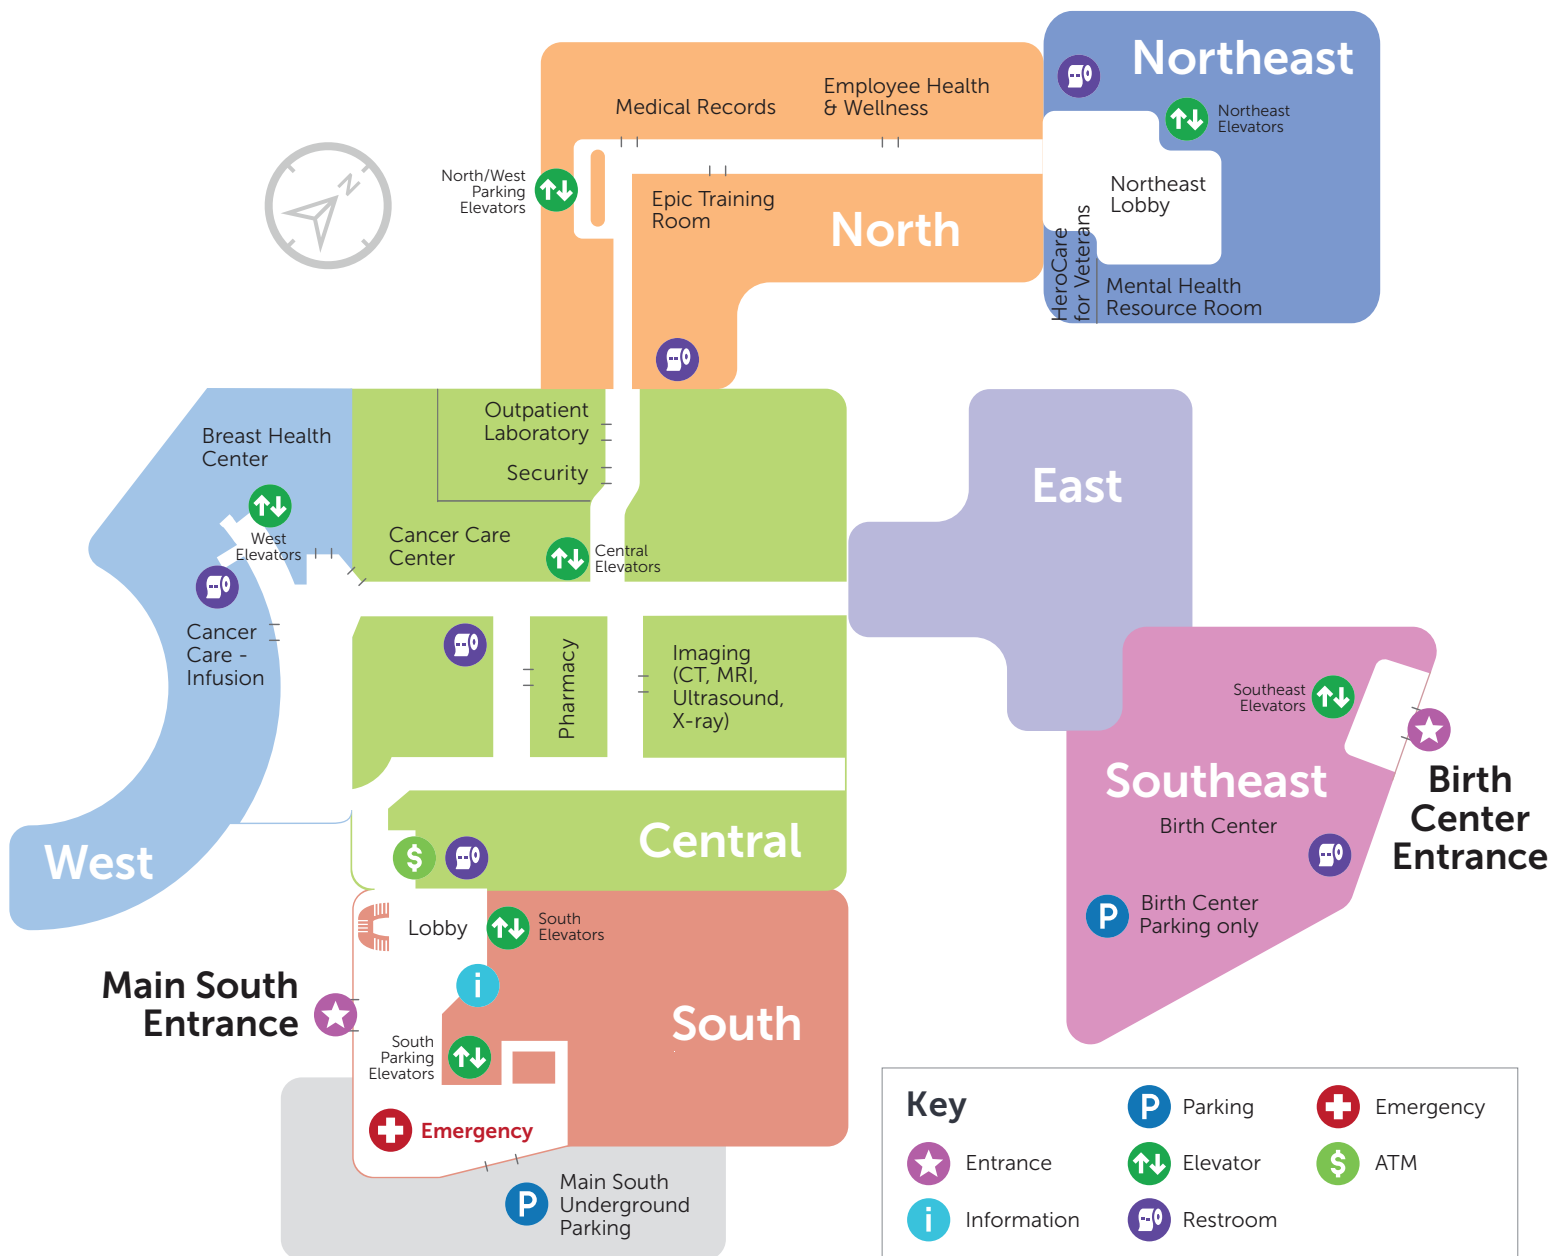 Northeast
Northeast
Elevators
Northeast
Lobby
HeroCare
for Veterans
Mental Health
Resource Room
Medical Records
Employee Health
& Wellness
North/West
Parking
Elevators
Epic Training
Room
North
N
Outpatient
Laboratory
Security
Breast Health
Center
West
Elevators
Cancer Care
Center
Central
Elevators
East
Cancer
Care -
Infusion
Pharmacy
Imaging
(CT, MRI,
Ultrasound,
X-ray)
Southeast
Elevators
Southeast
Birth Center
Birth
Center
Entrance
P
Birth Center
Parking only
West
Central
$
Lobby
South
Elevators
i
Main South
Entrance
South
South
Parking
Elevators
Emergency
P
Main South
Underground
Parking
Key
P Parking
Emergency
Entrance
Elevator
$ ATM
i Information
Restroom